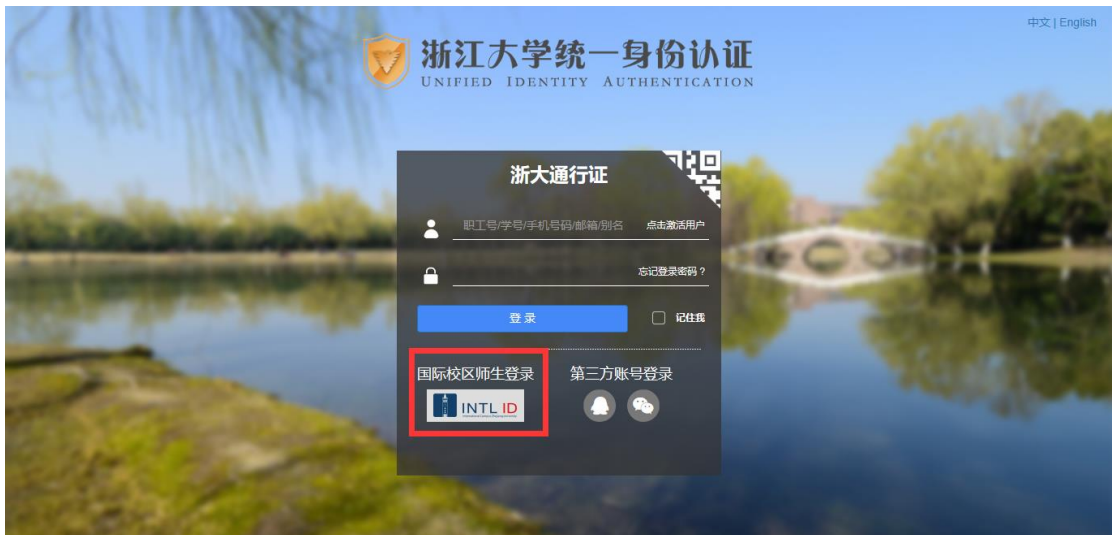 中文 | English
浙江大学统一身份认证
UNIFIED IDENTITY AUTHENTICATION
浙大通行证
职工号/学号/手机号码/邮箱/别名 点击激活用户
忘记登录密码？
登 录 记住我
国际校区师生登录 第三方账号登录
INTL ID